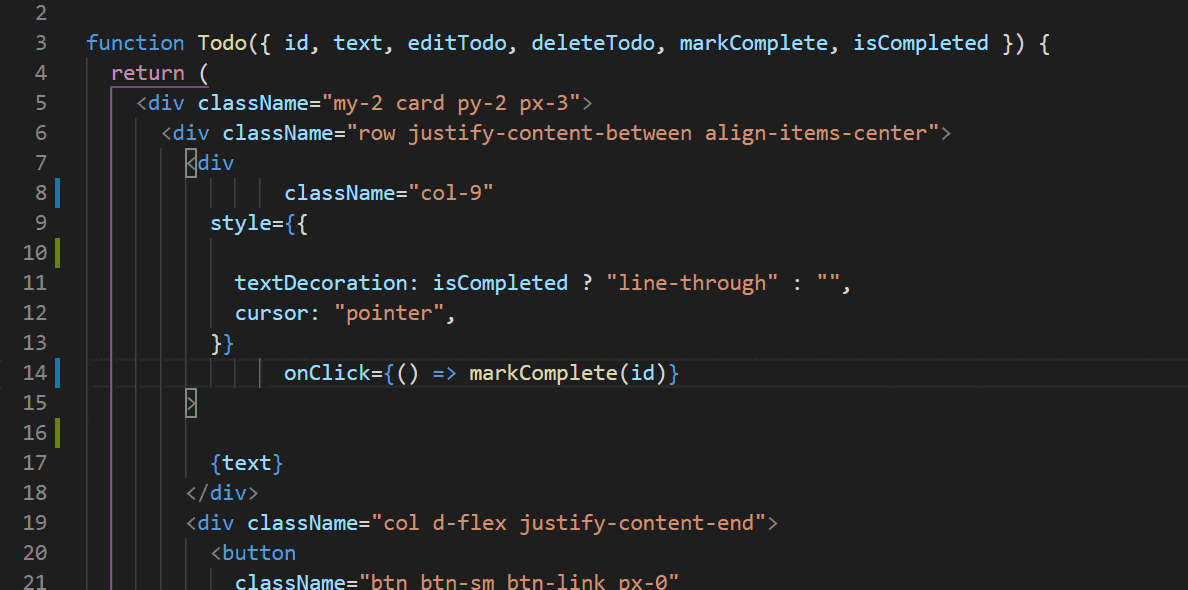 2
3 function Todo({ id, text, editTodo, deleteTodo, markComplete, isCompleted }) {
4 return (
5 <div className="my-2 card py-2 px-3">
6 <div className="row justify-content-between align-items-center">
7 <div
8 className="col-9"
9 style={{
10
11 textDecoration: isCompleted ? "line-through" : "",
12 cursor: "pointer",
13 }}
14 onClick={() => markComplete(id)}
15 >
16
17 {text}
18 </div>
19 <div className="col d-flex justify-content-end">
20 <button
21 className="btn btn-sm btn-link px-0"